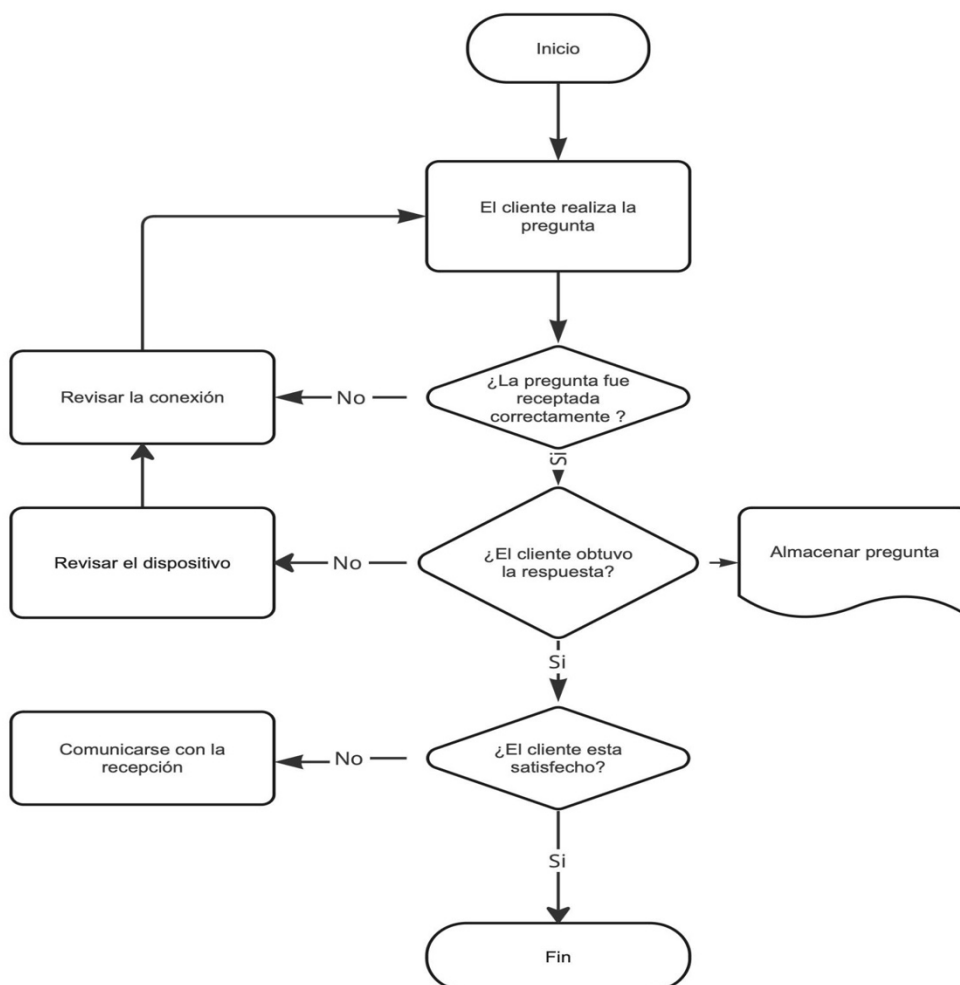 Inicio
El cliente realiza la
pregunta
¿La pregunta fue
receptada
correctamente ?
No
Revisar la conexión
Si
¿El cliente obtuvo
la respuesta?
No
Revisar el dispositivo
Almacenar pregunta
Si
¿El cliente esta
satisfecho?
No
Comunicarse con la
recepción
Si
Fin